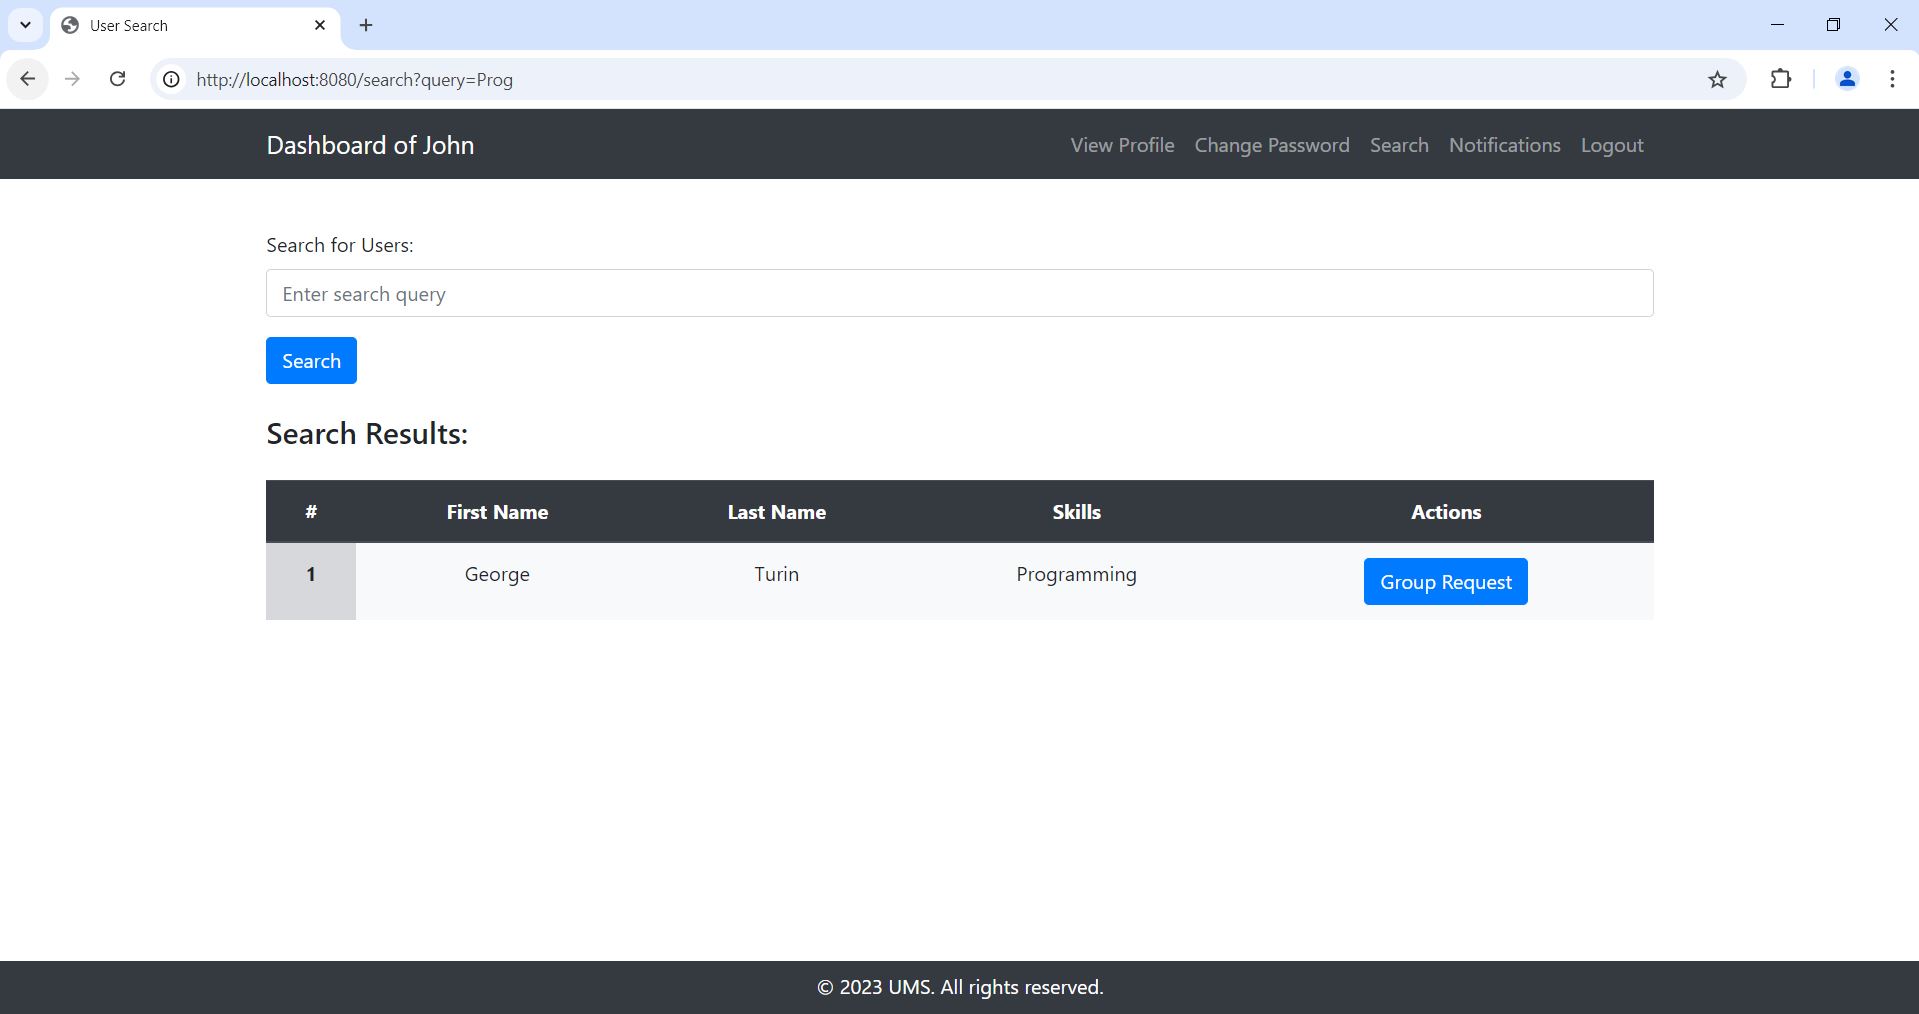 User Search
http://localhost:8080/search?query=Prog
Dashboard of John
View Profile Change Password Search Notifications Logout
Search for Users:
Enter search query
Search
Search Results:
# First Name Last Name Skills Actions
1 George Turin Programming Group Request
© 2023 UMS. All rights reserved.